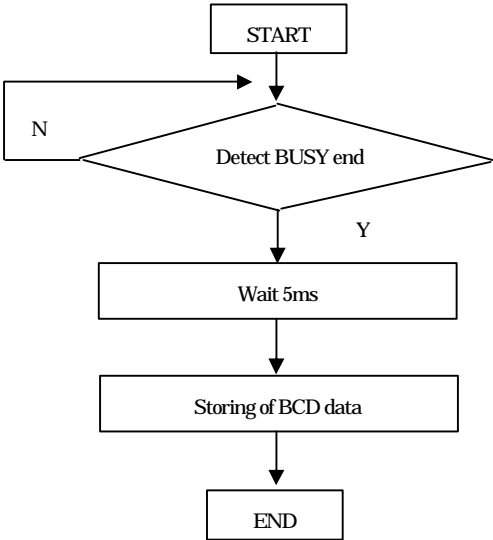 START
N
Detect BUSY end
Y
Wait 5ms
Storing of BCD data
END